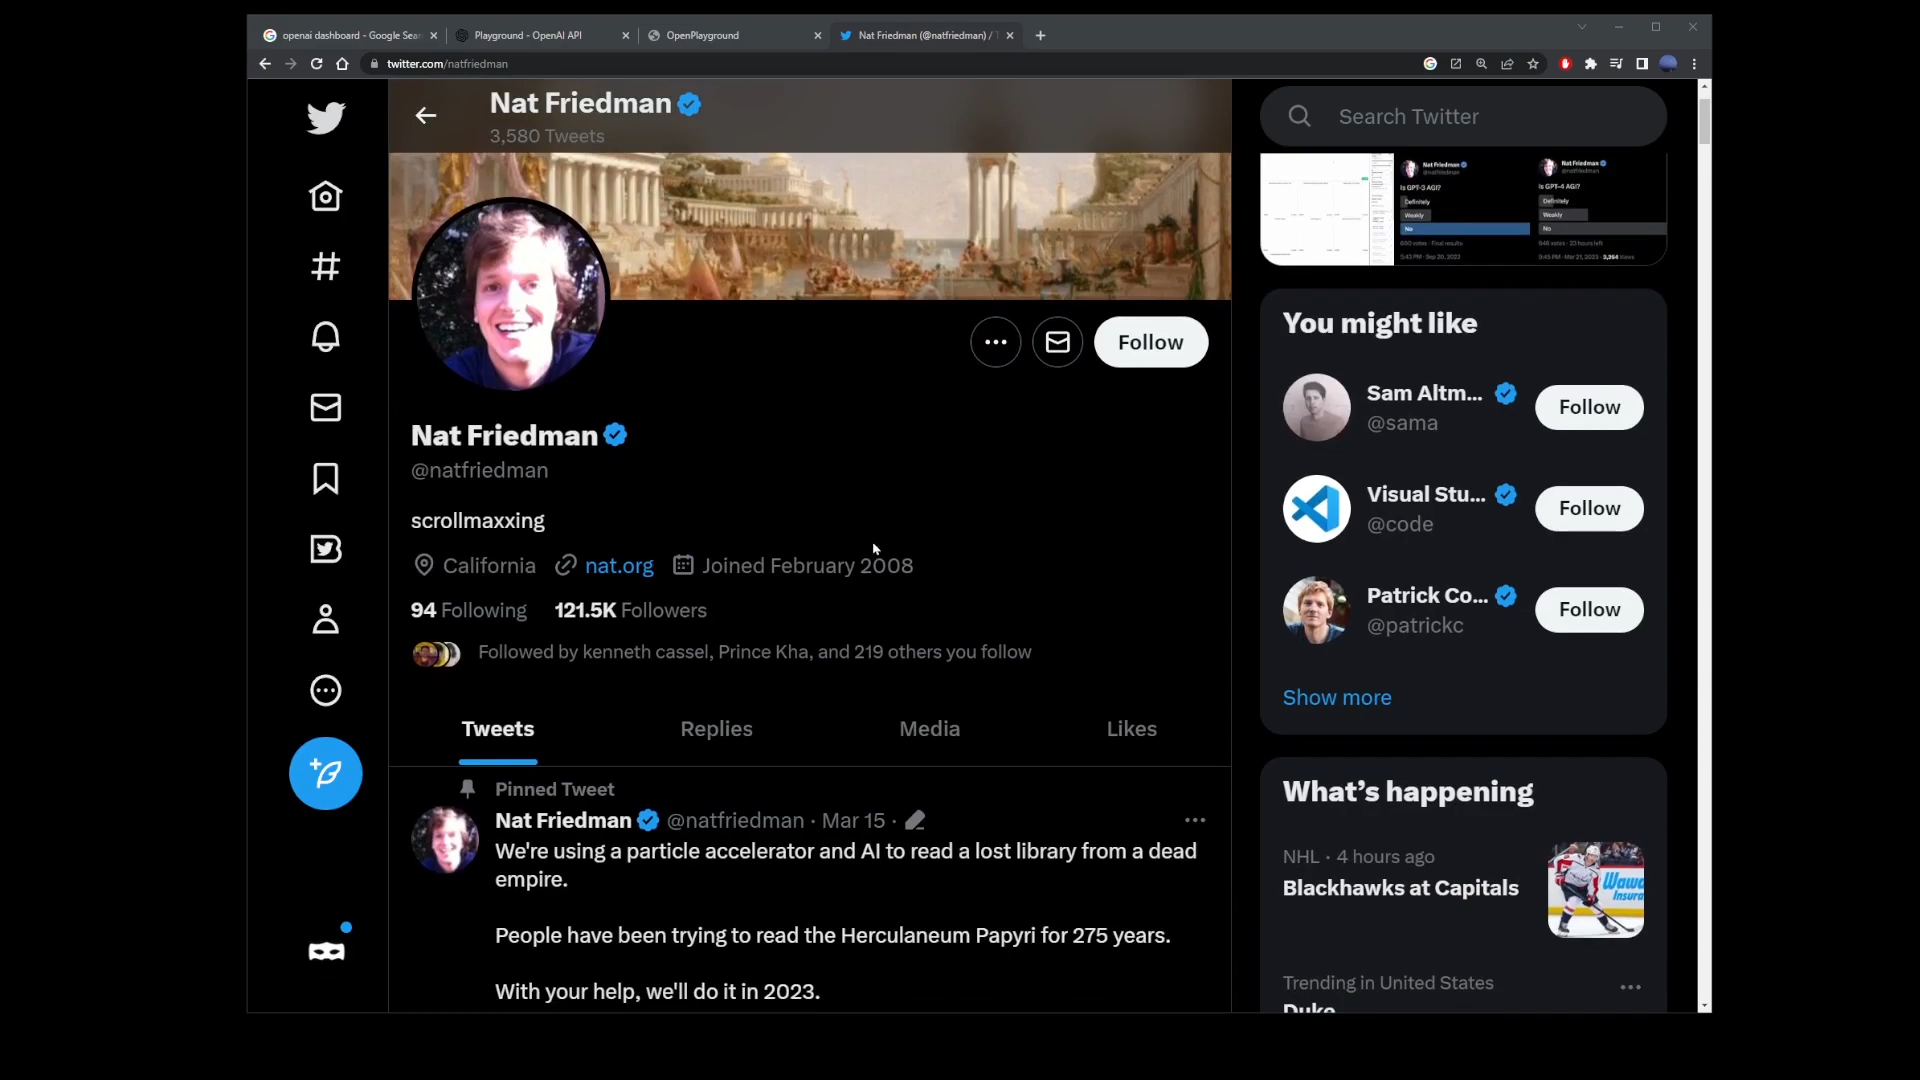 openai dashboard - Google Sear
Playground - OpenAI API
OpenPlayground
Nat Friedman (@natfriedman) / T
twitter.com/natfriedman
Nat Friedman
3,580 Tweets
Search Twitter
Nat Friedman
@natfriedman
Is GPT-3 AGI?
Definitely
Weakly
No
660 votes · Final results
5:43 PM · Sep 20, 2022
Nat Friedman
@natfriedman
Is GPT-4 AGI?
Definitely
Weakly
No
646 votes · 23 hours left
9:45 PM · Mar 21, 2023 · 3,264 Views
Follow
Nat Friedman
@natfriedman
scrollmaxxing
California nat.org Joined February 2008
94 Following 121.5K Followers
Followed by kenneth cassel, Prince Kha, and 219 others you follow
Tweets Replies Media Likes
Pinned Tweet
Nat Friedman @natfriedman · Mar 15 ·
We're using a particle accelerator and AI to read a lost library from a dead
empire.
People have been trying to read the Herculaneum Papyri for 275 years.
With your help, we'll do it in 2023.
You might like
Sam Altm...
@sama
Follow
Visual Stu...
@code
Follow
Patrick Co...
@patrickc
Follow
Show more
What's happening
NHL · 4 hours ago
Blackhawks at Capitals
Trending in United States
Duke